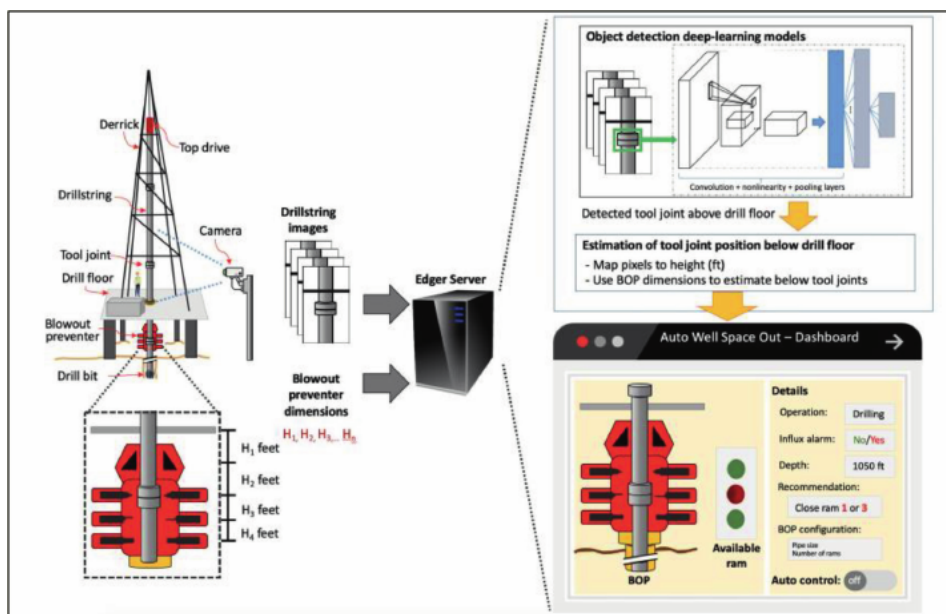 Derrick
Top drive
Drillstring
Tool joint
Drill floor
Camera
Blowout
preventer
Drill bit
H1 feet
H2 feet
H3 feet
H4 feet
Drillstring
images
Blowout
preventer
dimensions
H1, H2, H3,.. Hn
Edger Server
Object detection deep-learning models
Convolution + nonlinearity + pooling layers
Detected tool joint above drill floor
Estimation of tool joint position below drill floor
- Map pixels to height (ft)
- Use BOP dimensions to estimate below tool joints
Auto Well Space Out – Dashboard
BOP
Available
ram
Details
Operation: Drilling
Influx alarm: No/Yes
Depth: 1050 ft
Recommendation:
Close ram 1 or 3
BOP configuration:
Pipe size
Number of rams
Auto control: off